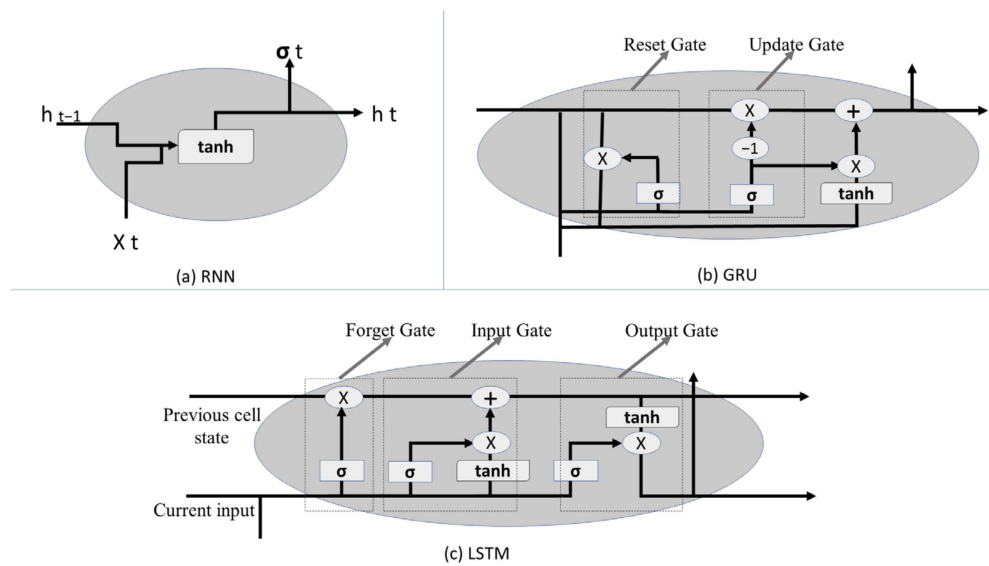 σ t
h t−1
h t
tanh
X t
(a) RNN
Reset Gate
Update Gate
X
+
−1
X
X
σ
σ
tanh
(b) GRU
Forget Gate
Input Gate
Output Gate
X
+
Previous cell
state
tanh
X
X
σ
σ
tanh
σ
Current input
(c) LSTM